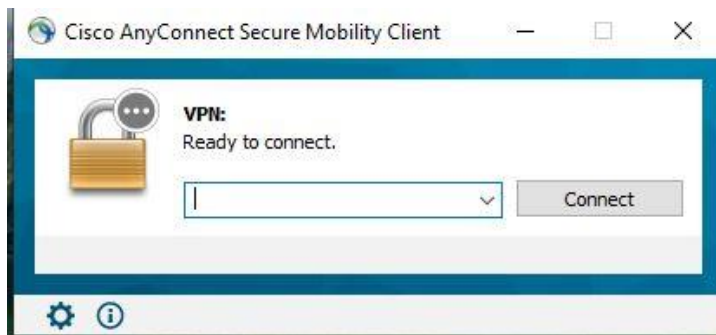 Cisco AnyConnect Secure Mobility Client
VPN:
Ready to connect.
Connect